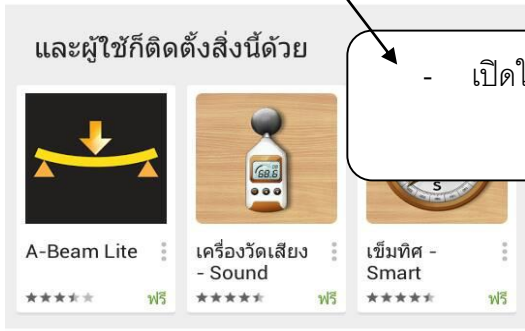 และผู้ใช้ก็ติดตั้งสิ่งนี้ด้วย
- เปิดใ
68.6
S
A-Beam Lite
ฟรี
เครื่องวัดเสียง
- Sound
ฟรี
เข็มทิศ -
Smart
ฟรี